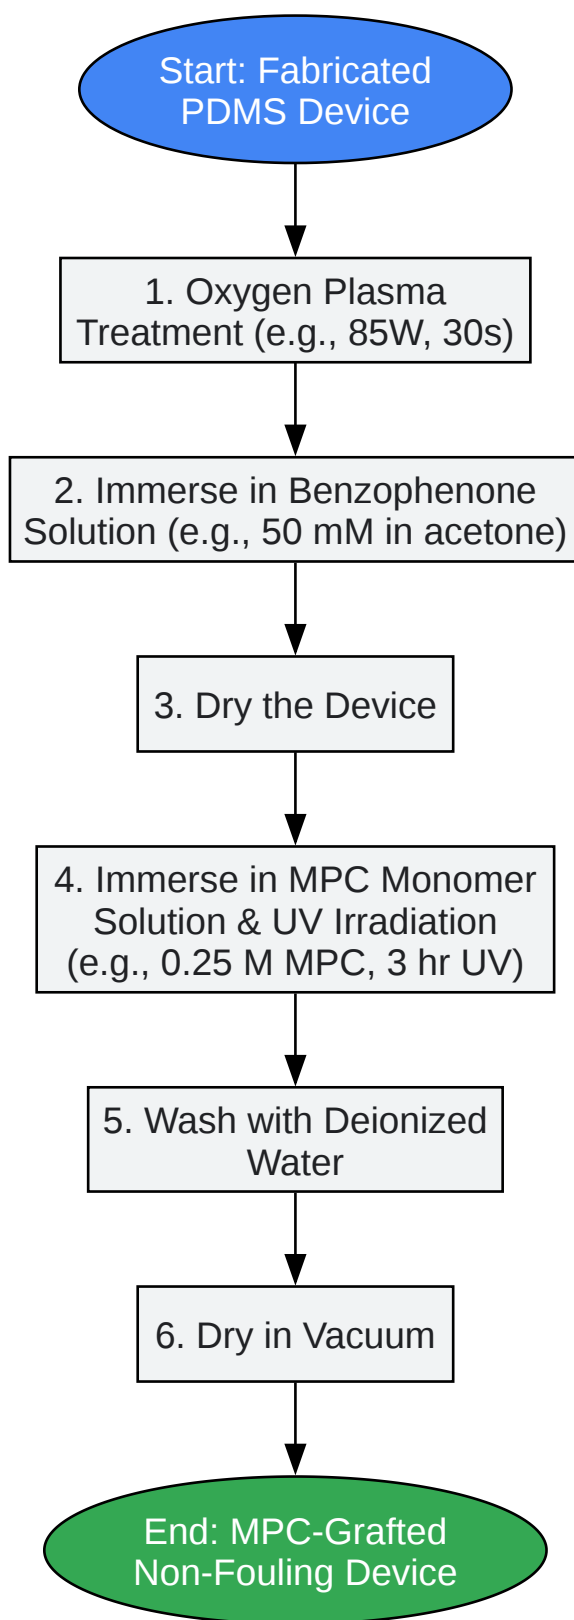 Start: Fabricated
PDMS Device
1. Oxygen Plasma
Treatment (e.g., 85W, 30s)
2. Immerse in Benzophenone
Solution (e.g., 50 mM in acetone)
3. Dry the Device
4. Immerse in MPC Monomer
Solution & UV Irradiation
(e.g., 0.25 M MPC, 3 hr UV)
5. Wash with Deionized
Water
6. Dry in Vacuum
End: MPC-Grafted
Non-Fouling Device